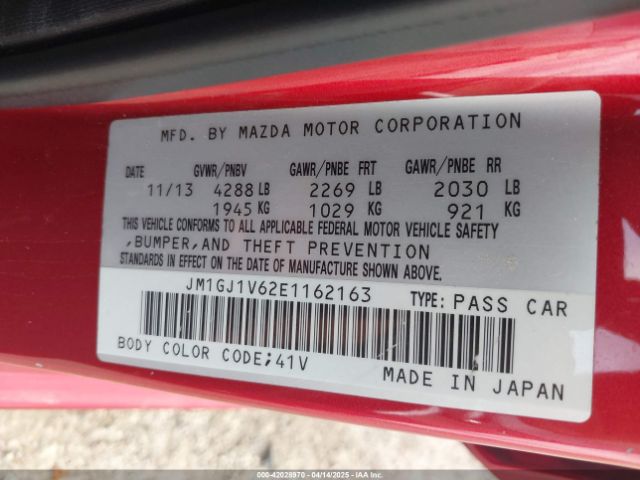 MFD. BY MAZDA MOTOR CORPORATION
DATE GVWR/PNBV GAWR/PNBE FRT GAWR/PNBE RR
11/13 4288 LB 2269 LB 2030 LB
1945 KG 1029 KG 921 KG
THIS VEHICLE CONFORMS TO ALL APPLICABLE FEDERAL MOTOR VEHICLE SAFETY
,BUMPER,AND THEFT PREVENTION
STANDARDS IN EFFECT ON THE DATE OF MANUFACTURE SHOWN ABOVE.
JM1GJ1V62E1162163 TYPE: PASS CAR
BODY COLOR CODE;41V
MADE IN JAPAN
000-42028970 - 04/14/2025 - IAAI.COM